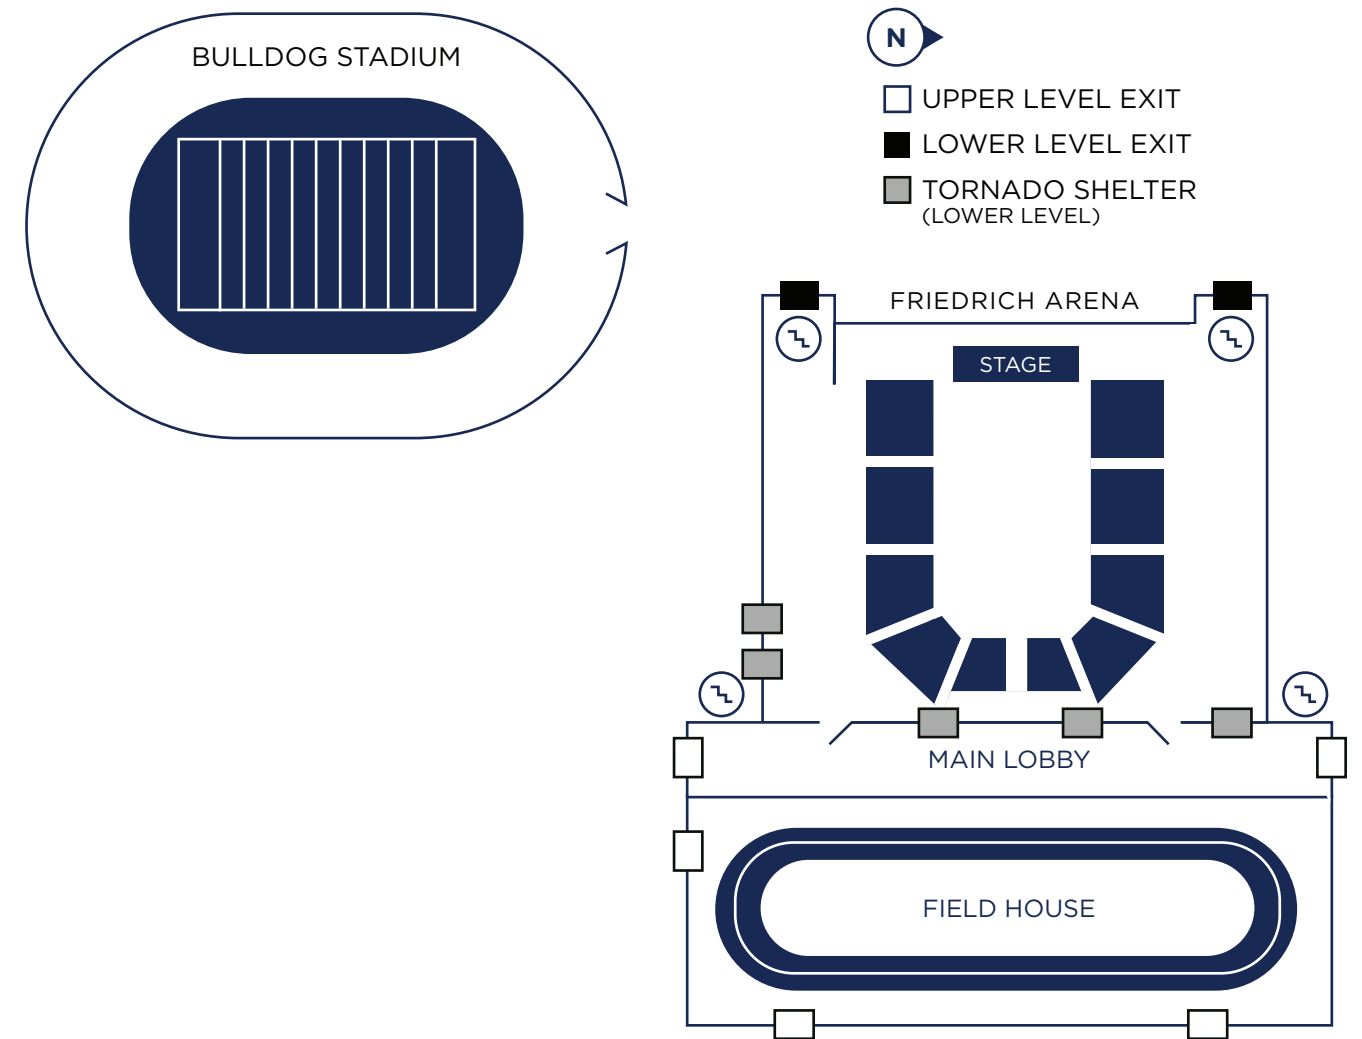 BULLDOG STADIUM
N
UPPER LEVEL EXIT
LOWER LEVEL EXIT
TORNADO SHELTER
(LOWER LEVEL)
FRIEDRICH ARENA
STAGE
MAIN LOBBY
FIELD HOUSE